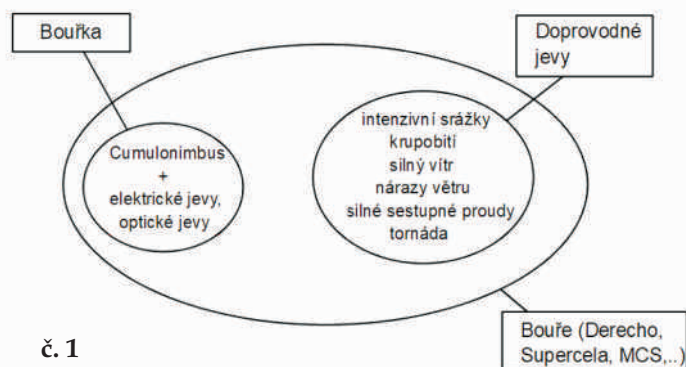 Bouřka
Doprovodné
jevy
Cumulonimbus
+
elektrické jevy,
optické jevy
intenzivní srážky
krupobití
silný vítr
nárazy větru
silné sestupné proudy
tornáda
Bouře (Derecho,
Supercela, MCS,..)
č. 1